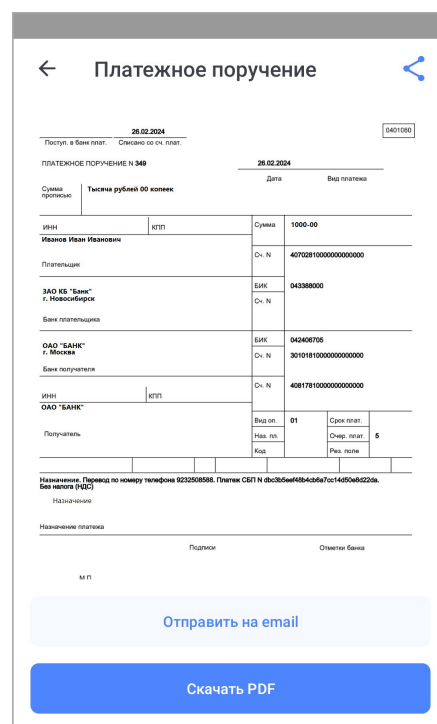 Платежное поручение
26.02.2024
0401060
Поступ. в банк плат. Списано со сч. плат.
ПЛАТЕЖНОЕ ПОРУЧЕНИЕ N 349 26.02.2024
Дата Вид платежа
Сумма прописью Тысяча рублей 00 копеек
ИНН КПП Сумма 1000-00
Иванов Иван Иванович
Сч. N 40702810000000000000
Плательщик
ЗАО КБ "Банк" БИК 043388000
г. Новосибирск
Сч. N
Банк плательщика
ОАО "БАНК" БИК 042406705
г. Москва Сч. N 30101810000000000000
Банк получателя
Сч. N 40817810000000000000
ИНН КПП
ОАО "БАНК"
Вид оп. 01 Срок плат.
Получатель Наз. пл. Очер. плат. 5
Код Рез. поле
Назначение. Перевод по номеру телефона 9232508588. Платеж СБП N dbc3b5eef48b4cb6a7cc14d50e8d22da.
Без налога (НДС)
Назначение
Назначение платежа
Подписи Отметки банка
М П
Отправить на email
Скачать PDF